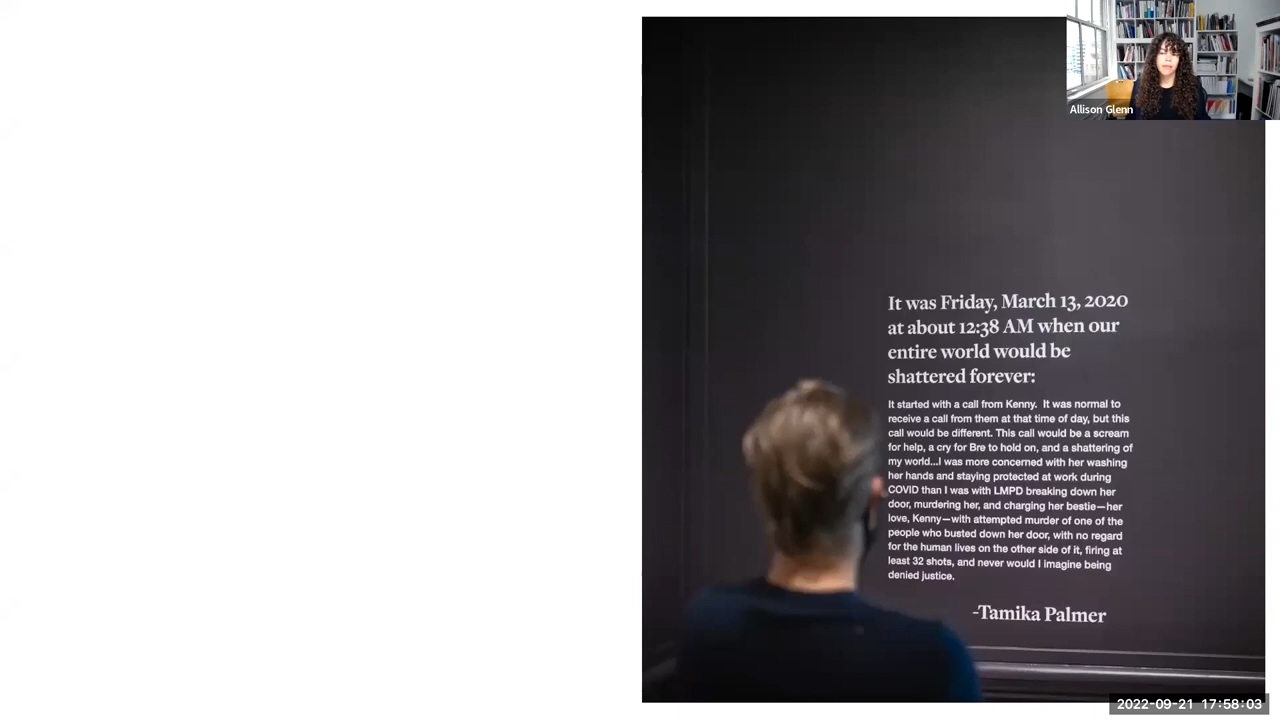 Allison Glenn
It was Friday, March 13, 2020
at about 12:38 AM when our
entire world would be
shattered forever:
It started with a call from Kenny. It was normal to
receive a call from them at that time of day, but this
call would be different. This call would be a scream
for help, a cry for Bre to hold on, and a shattering of
my world...I was more concerned with her washing
her hands and staying protected at work during
COVID than I was with LMPD breaking down her
door, murdering her, and charging her bestie—her
love, Kenny—with attempted murder of one of the
people who busted down her door, with no regard
for the human lives on the other side of it, firing at
least 32 shots, and never would I imagine being
denied justice.
-Tamika Palmer
2022-09-21 17:58:03